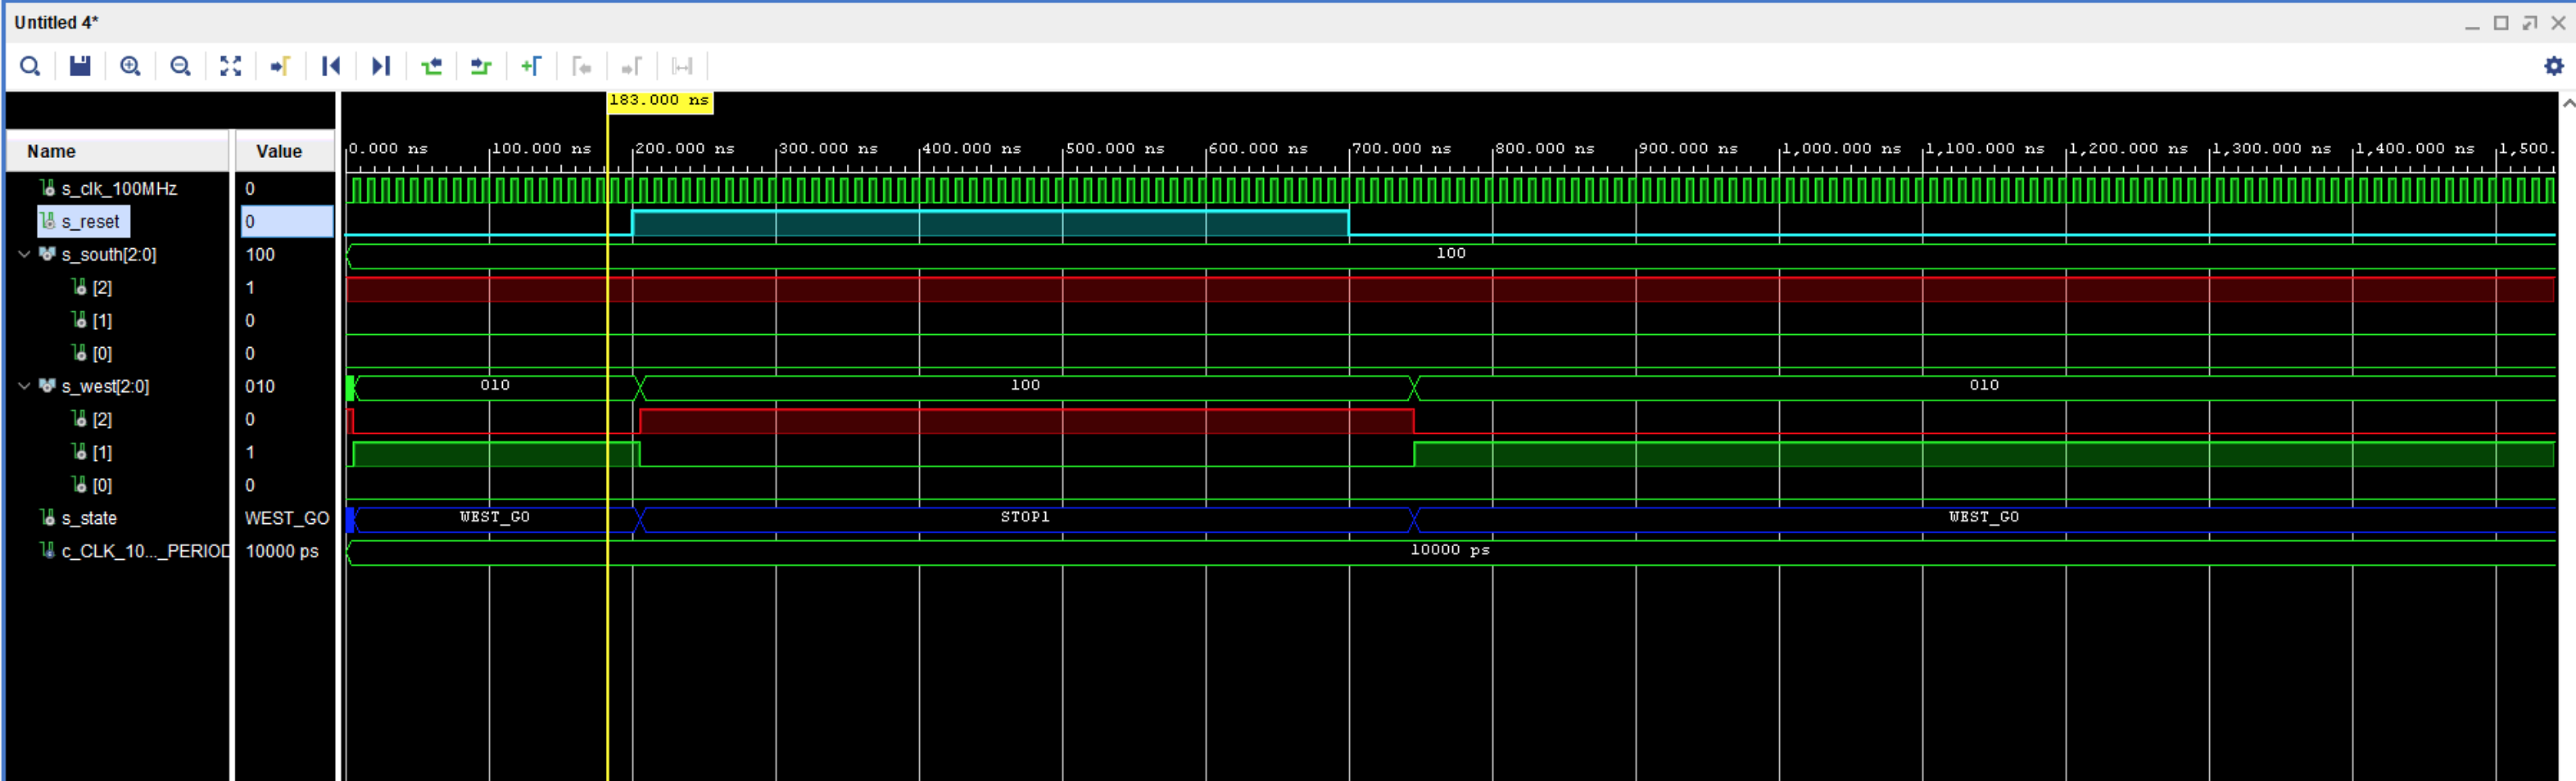 Untitled 4*
183.000 ns
Name Value 0.000 ns 100.000 ns 200.000 ns 300.000 ns 400.000 ns 500.000 ns 600.000 ns 700.000 ns 800.000 ns 900.000 ns 1,000.000 ns 1,100.000 ns 1,200.000 ns 1,300.000 ns 1,400.000 ns 1,500.
s_clk_100MHz 0
s_reset 0
s_south[2:0] 100 100
[2] 1
[1] 0
[0] 0
s_west[2:0] 010 010 100 010
[2] 0
[1] 1
[0] 0
s_state WEST_GO WEST_GO STOP1 WEST_GO
c_CLK_10..._PERIOD 10000 ps 10000 ps